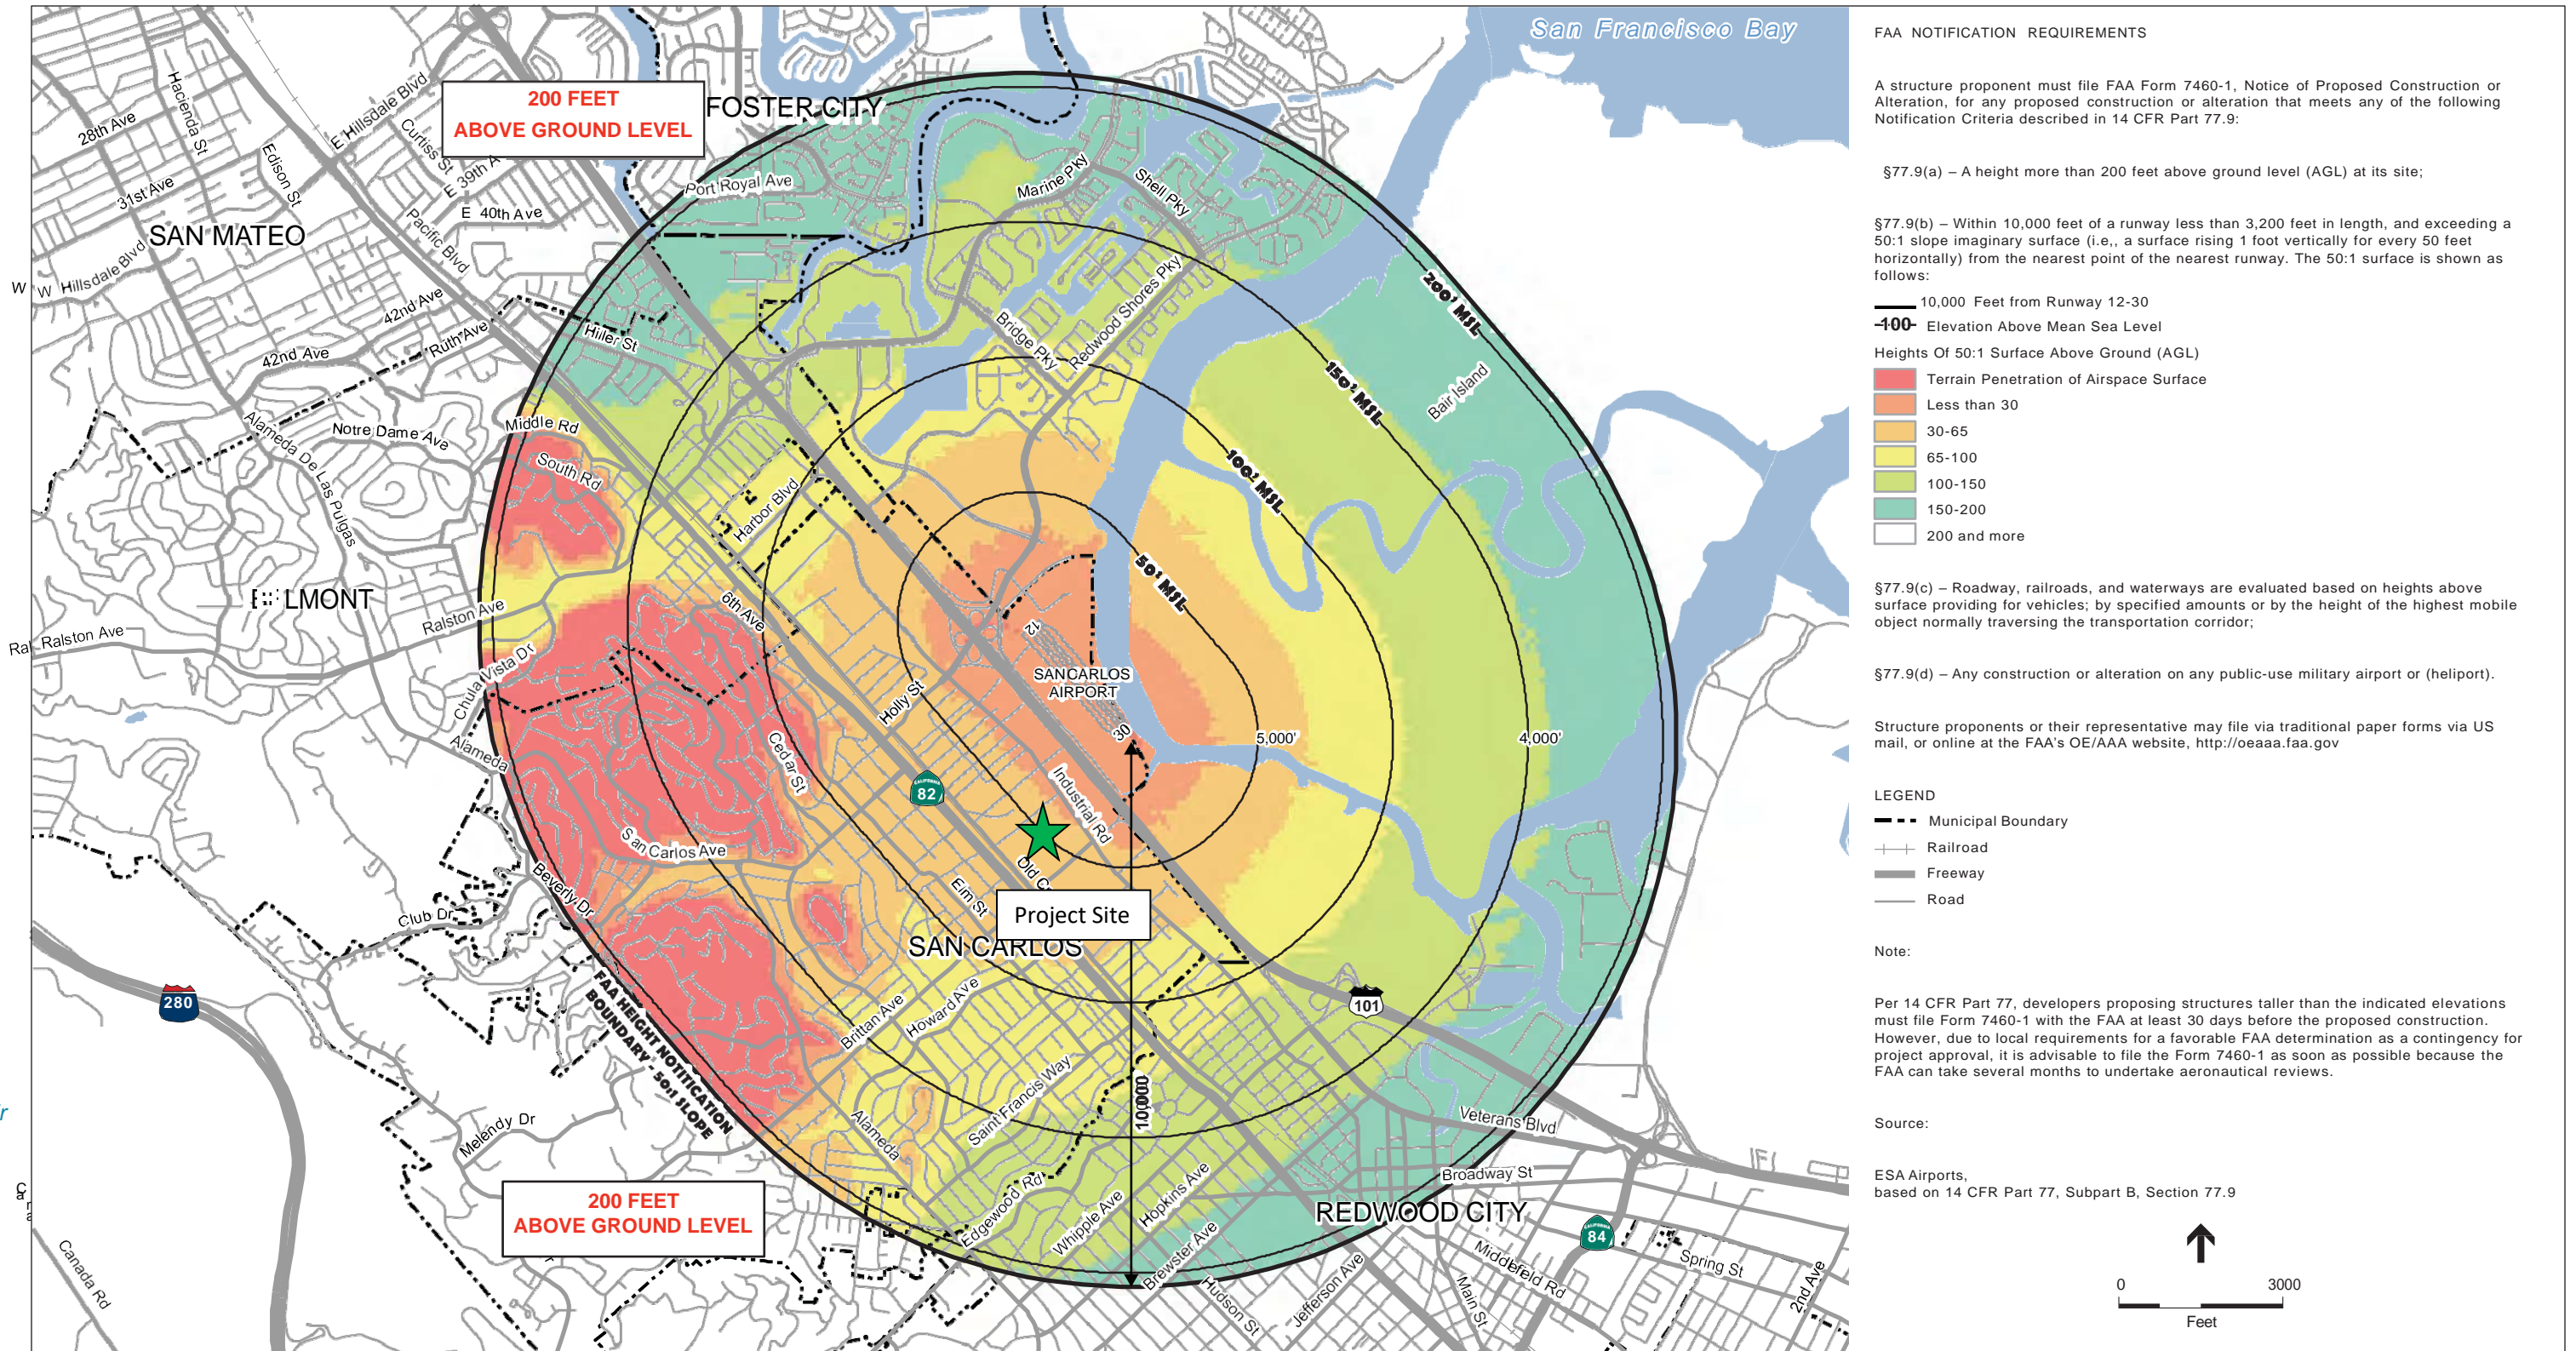 San Francisco Bay
200 FEET
ABOVE GROUND LEVEL
FOSTER CITY
Hacienda St
28th Ave
E Hillsdale Blvd
Curtiss St
E 39th A
Edison St
31st Ave
E 40th Ave
Pacific Blvd
SAN MATEO
W
W Hillsdale Blvd
42nd Ave
Ruth Ave
42nd Ave
Port Royal Ave
Marine Pky
Shell Pky
Hiller St
Bridge Pky
Redwood Shores Pky
200' MSL
150' MSL
100' MSL
50' MSL
Bair Island
Middle Rd
Notre Dame Ave
South Rd
Alameda De Las Pulgas
Harbor Blvd
LMONT
Ralston Ave
Ral
Ralston Ave
6th Ave
Chula Vista Dr
Alameda
12
SAN CARLOS
AIRPORT
30
Holly St
Cedar St
82
Industrial Rd
5,000'
4,000'
San Carlos Ave
Old C
Elm St
Project Site
SAN CARLOS
Beverly Dr
Club Dr
280
FAA HEIGHT NOTIFICATION
BOUNDARY - 50:1 SLOPE
Brittan Ave
Howard Ave
101
10,000
Saint Francis Way
Alameda
Melendy Dr
Veterans Blvd
Broadway St
200 FEET
ABOVE GROUND LEVEL
Edgewood Rd
Whipple Ave
Hopkins Ave
Brewster Ave
REDWOOD CITY
84
Canada Rd
Hudson St
Jefferson Ave
Main St
Spring St
2nd Ave
FAA NOTIFICATION REQUIREMENTS
A structure proponent must file FAA Form 7460-1, Notice of Proposed Construction or
Alteration, for any proposed construction or alteration that meets any of the following
Notification Criteria described in 14 CFR Part 77.9:
§77.9(a) – A height more than 200 feet above ground level (AGL) at its site;
§77.9(b) – Within 10,000 feet of a runway less than 3,200 feet in length, and exceeding a
50:1 slope imaginary surface (i.e,, a surface rising 1 foot vertically for every 50 feet
horizontally) from the nearest point of the nearest runway. The 50:1 surface is shown as
follows:
10,000 Feet from Runway 12-30
-100- Elevation Above Mean Sea Level
Heights Of 50:1 Surface Above Ground (AGL)
Terrain Penetration of Airspace Surface
Less than 30
30-65
65-100
100-150
150-200
200 and more
§77.9(c) – Roadway, railroads, and waterways are evaluated based on heights above
surface providing for vehicles; by specified amounts or by the height of the highest mobile
object normally traversing the transportation corridor;
§77.9(d) – Any construction or alteration on any public-use military airport or (heliport).
Structure proponents or their representative may file via traditional paper forms via US
mail, or online at the FAA's OE/AAA website, http://oeaaa.faa.gov
LEGEND
Municipal Boundary
Railroad
Freeway
Road
Note:
Per 14 CFR Part 77, developers proposing structures taller than the indicated elevations
must file Form 7460-1 with the FAA at least 30 days before the proposed construction.
However, due to local requirements for a favorable FAA determination as a contingency for
project approval, it is advisable to file the Form 7460-1 as soon as possible because the
FAA can take several months to undertake aeronautical reviews.
Source:
ESA Airports,
based on 14 CFR Part 77, Subpart B, Section 77.9
0 3000
Feet